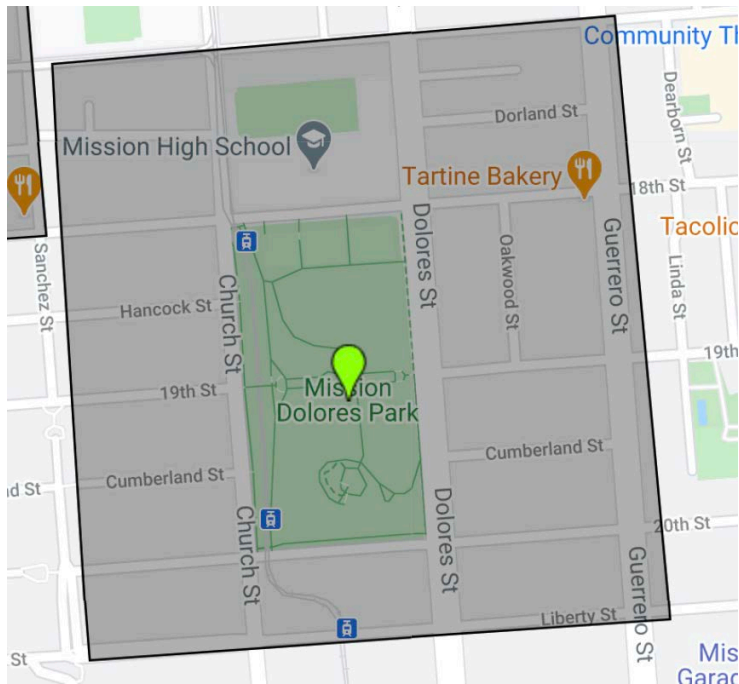 Community Th
Dorland St
Mission High School
Tartine Bakery
18th St
Dearborn St
Tacolic
Dolores St
Guerrero St
Sanchez St
Church St
Hancock St
Oakwood St
Linda St
19th
19th St
Mission
Dolores Park
Cumberland St
Cumberland St
nd St
Church St
Dolores St
20th St
Guerrero St
Liberty St
St
Mis
Garag